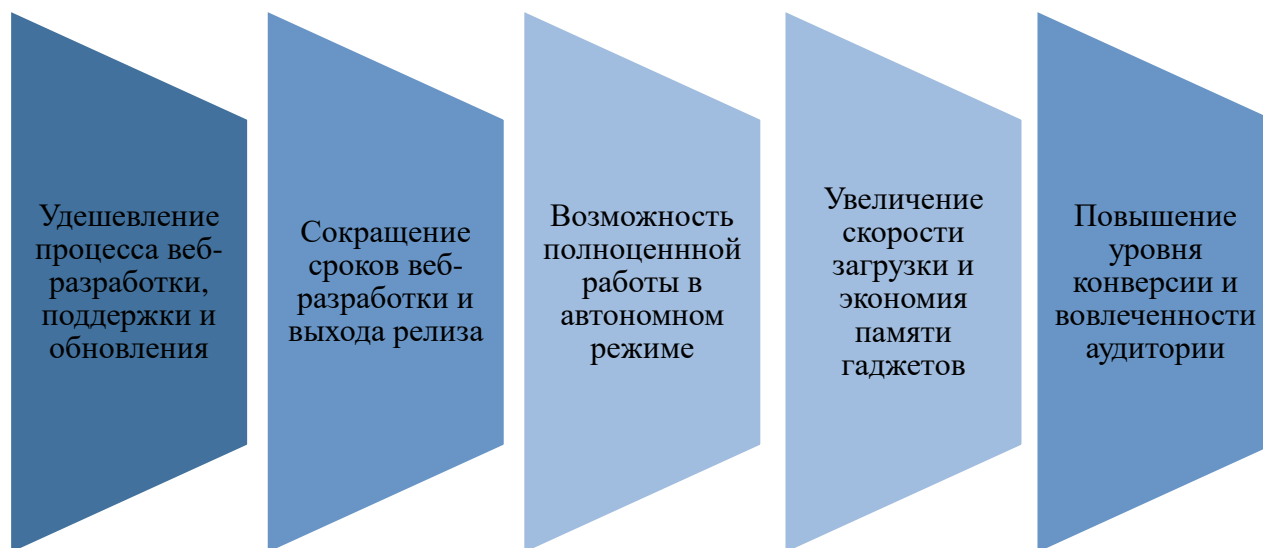 Удешевление
процесса веб-
разработки,
поддержки и
обновления
Сокращение
сроков веб-
разработки и
выхода релиза
Возможность
полноценнной
работы в
автономном
режиме
Увеличение
скорости
загрузки и
экономия
памяти
гаджетов
Повышение
уровня
конверсии и
вовлеченности
аудитории